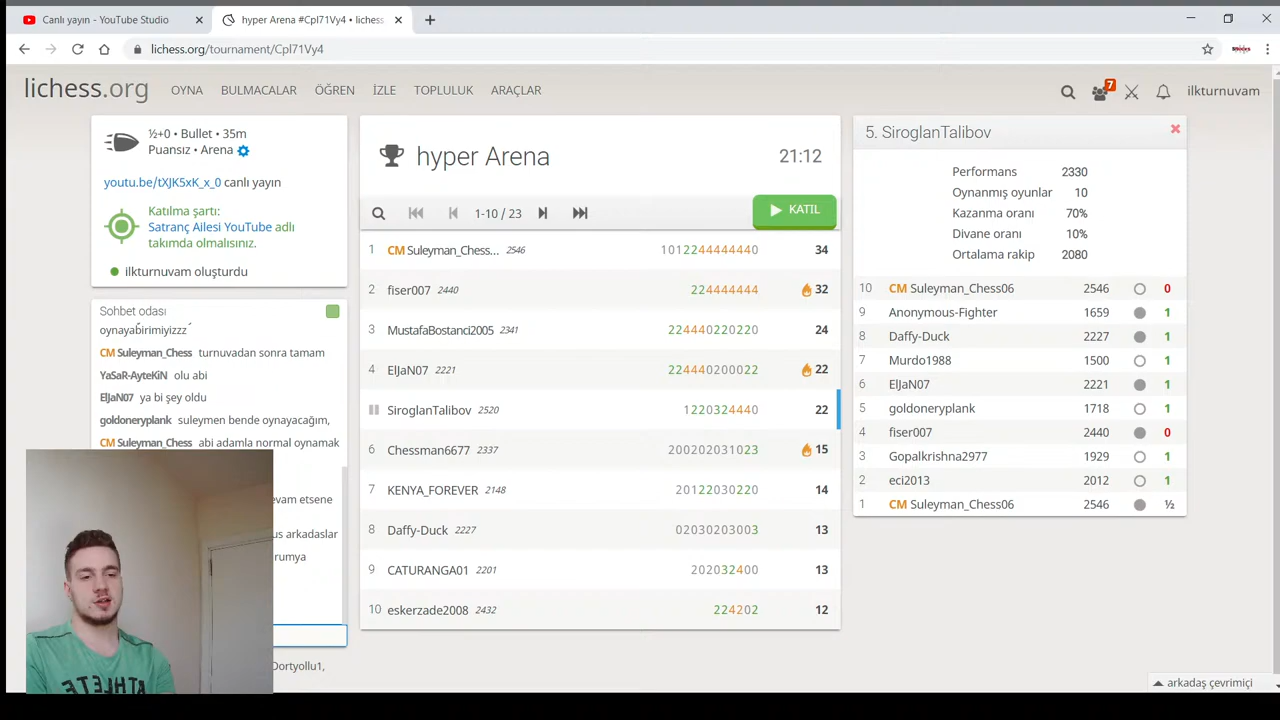 Canlı yayın - YouTube Studio
hyper Arena #Cpl71Vy4 • lichess.
lichess.org/tournament/Cpl71Vy4
lichess.org
OYNA
BULMACALAR
ÖĞREN
İZLE
TOPLULUK
ARAÇLAR
7
ilkturnuvam
½+0 • Bullet • 35m
Puansız • Arena
youtu.be/tXJK5xK_x_0 canlı yayın
Katılma şartı:
Satranç Ailesi YouTube adlı
takımda olmalısınız.
ilkturnuvam oluşturdu
Sohbet odası
oynayabirimiyizzz
CM Suleyman_Chess turnuvadan sonra tamam
YaSaR-AyteKiN olu abi
ElJaN07 ya bi şey oldu
goldoneryplank suleymen bende oynayacağım,
CM Suleyman_Chess abi adamla normal oynamak
evam etsene
us arkadaslar
rumya
Dortyollu1,
hyper Arena 21:12
1-10 / 23
KATIL
1 CM Suleyman_Chess... 2546 10122444444440 34
2 fiser007 2440 224444444 32
3 MustafaBostanci2005 2341 224440220220 24
4 ElJaN07 2221 224440200022 22
SiroglanTalibov 2520 1220324440 22
6 Chessman6677 2337 200202031023 15
7 KENYA_FOREVER 2148 20122030220 14
8 Daffy-Duck 2227 02030203003 13
9 CATURANGA01 2201 202032400 13
10 eskerzade2008 2432 224202 12
5. SiroglanTalibov
Performans 2330
Oynanmış oyunlar 10
Kazanma oranı 70%
Divane oranı 10%
Ortalama rakip 2080
10 CM Suleyman_Chess06 2546 0
9 Anonymous-Fighter 1659 1
8 Daffy-Duck 2227 1
7 Murdo1988 1500 1
6 ElJaN07 2221 1
5 goldoneryplank 1718 1
4 fiser007 2440 0
3 Gopalkrishna2977 1929 1
2 eci2013 2012 1
1 CM Suleyman_Chess06 2546 ½
arkadaş çevrimiçi